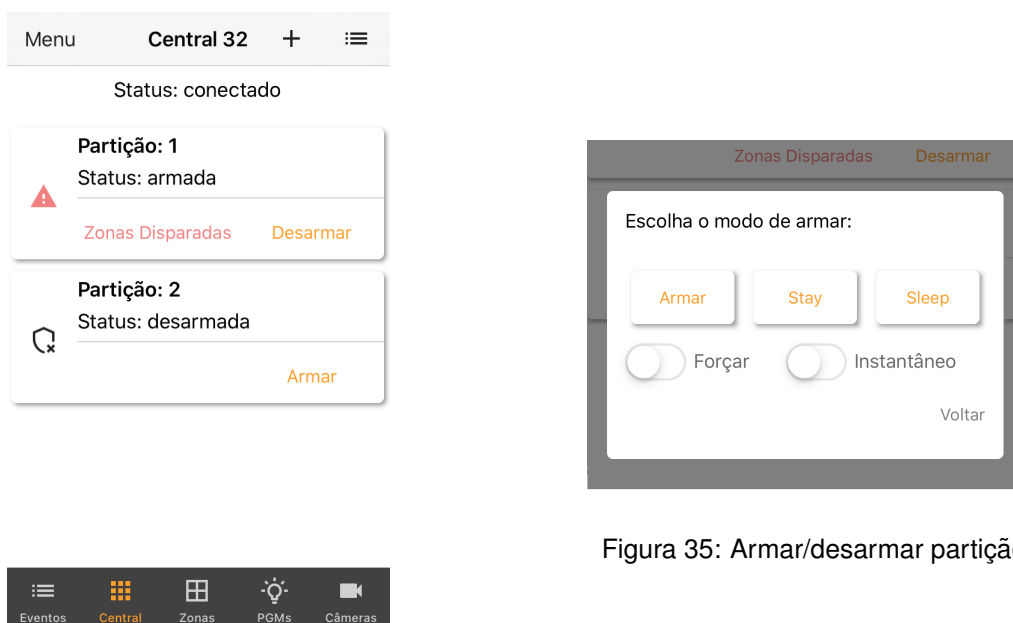 Menu Central 32 +
Status: conectado
Partição: 1
Status: armada
Zonas Disparadas Desarmar
Partição: 2
Status: desarmada
Armar
Eventos Central Zonas PGMs Câmeras
Zonas Disparadas Desarmar
Escolha o modo de armar:
Armar Stay Sleep
Forçar Instantâneo
Voltar
Figura 35: Armar/desarmar partiçã